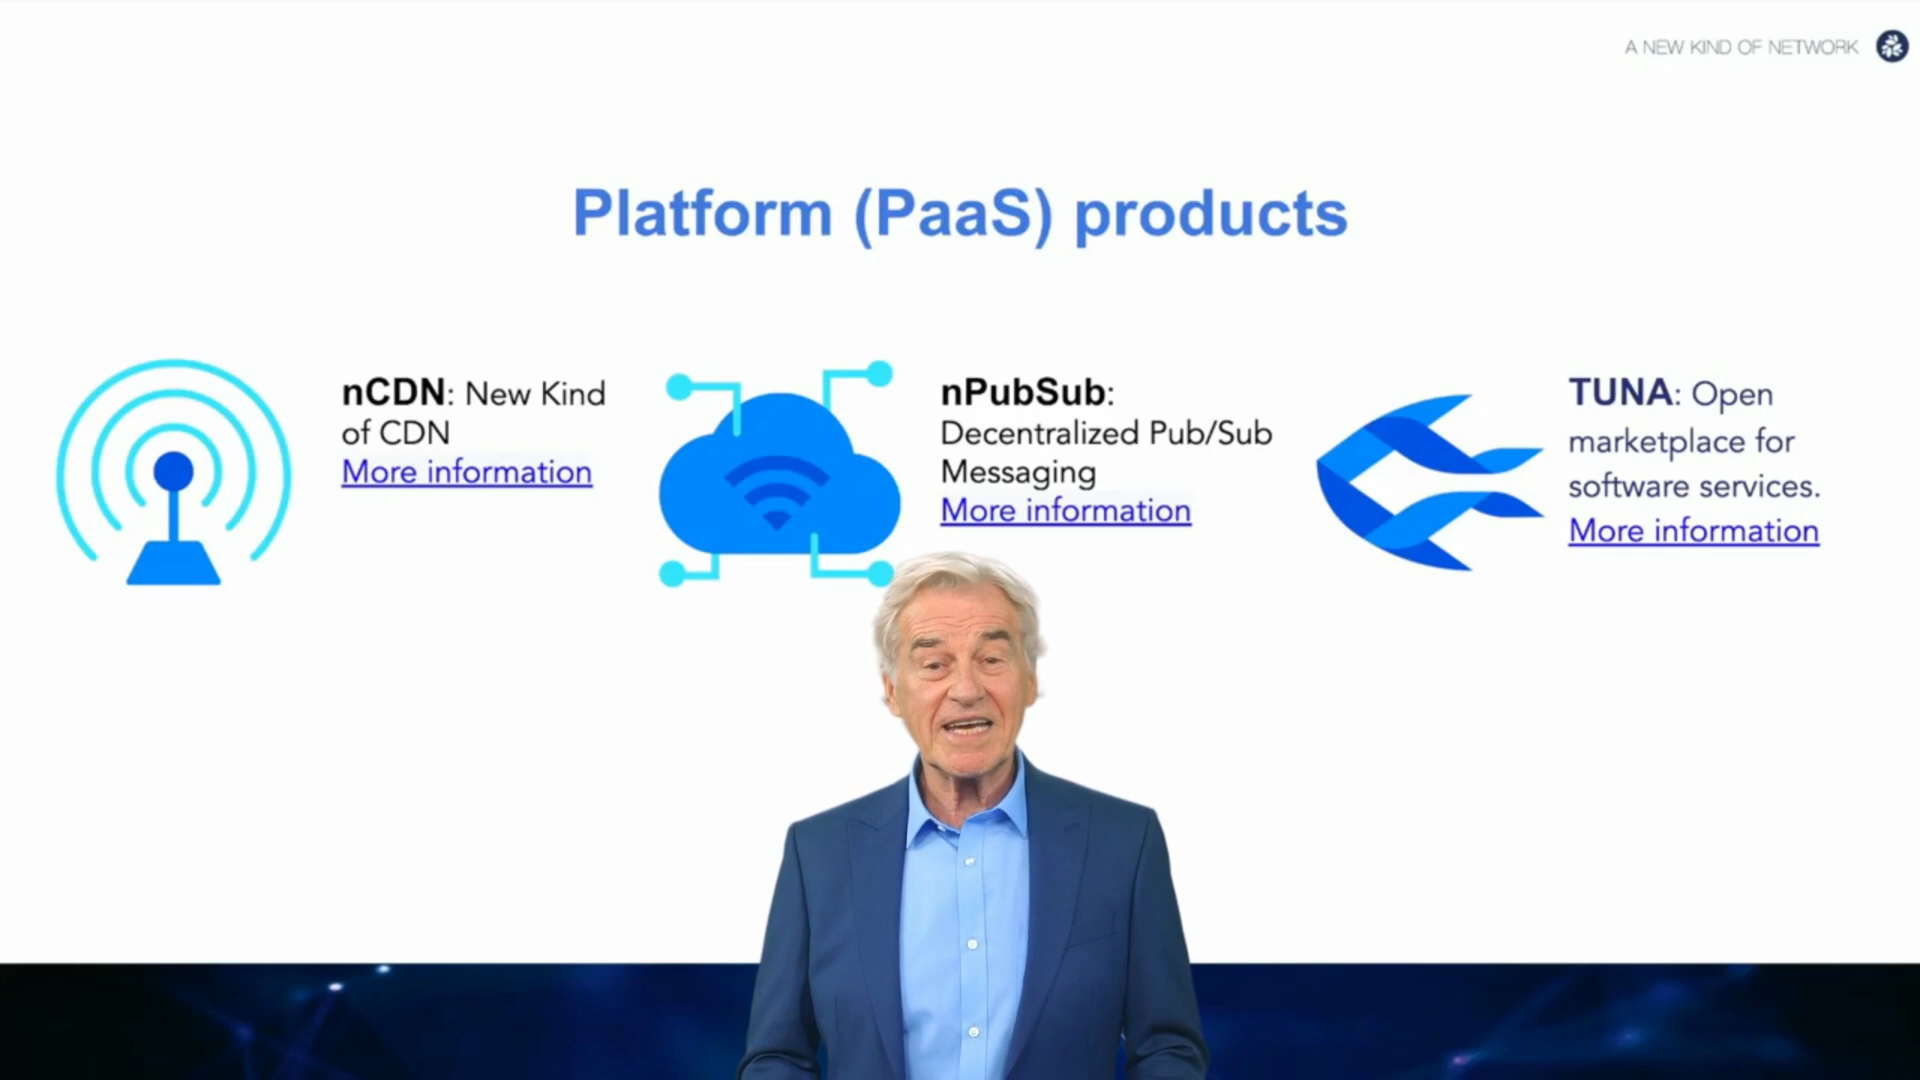 A NEW KIND OF NETWORK
Platform (PaaS) products
nCDN: New Kind
of CDN
More information
nPubSub:
Decentralized Pub/Sub
Messaging
More information
TUNA: Open
marketplace for
software services.
More information